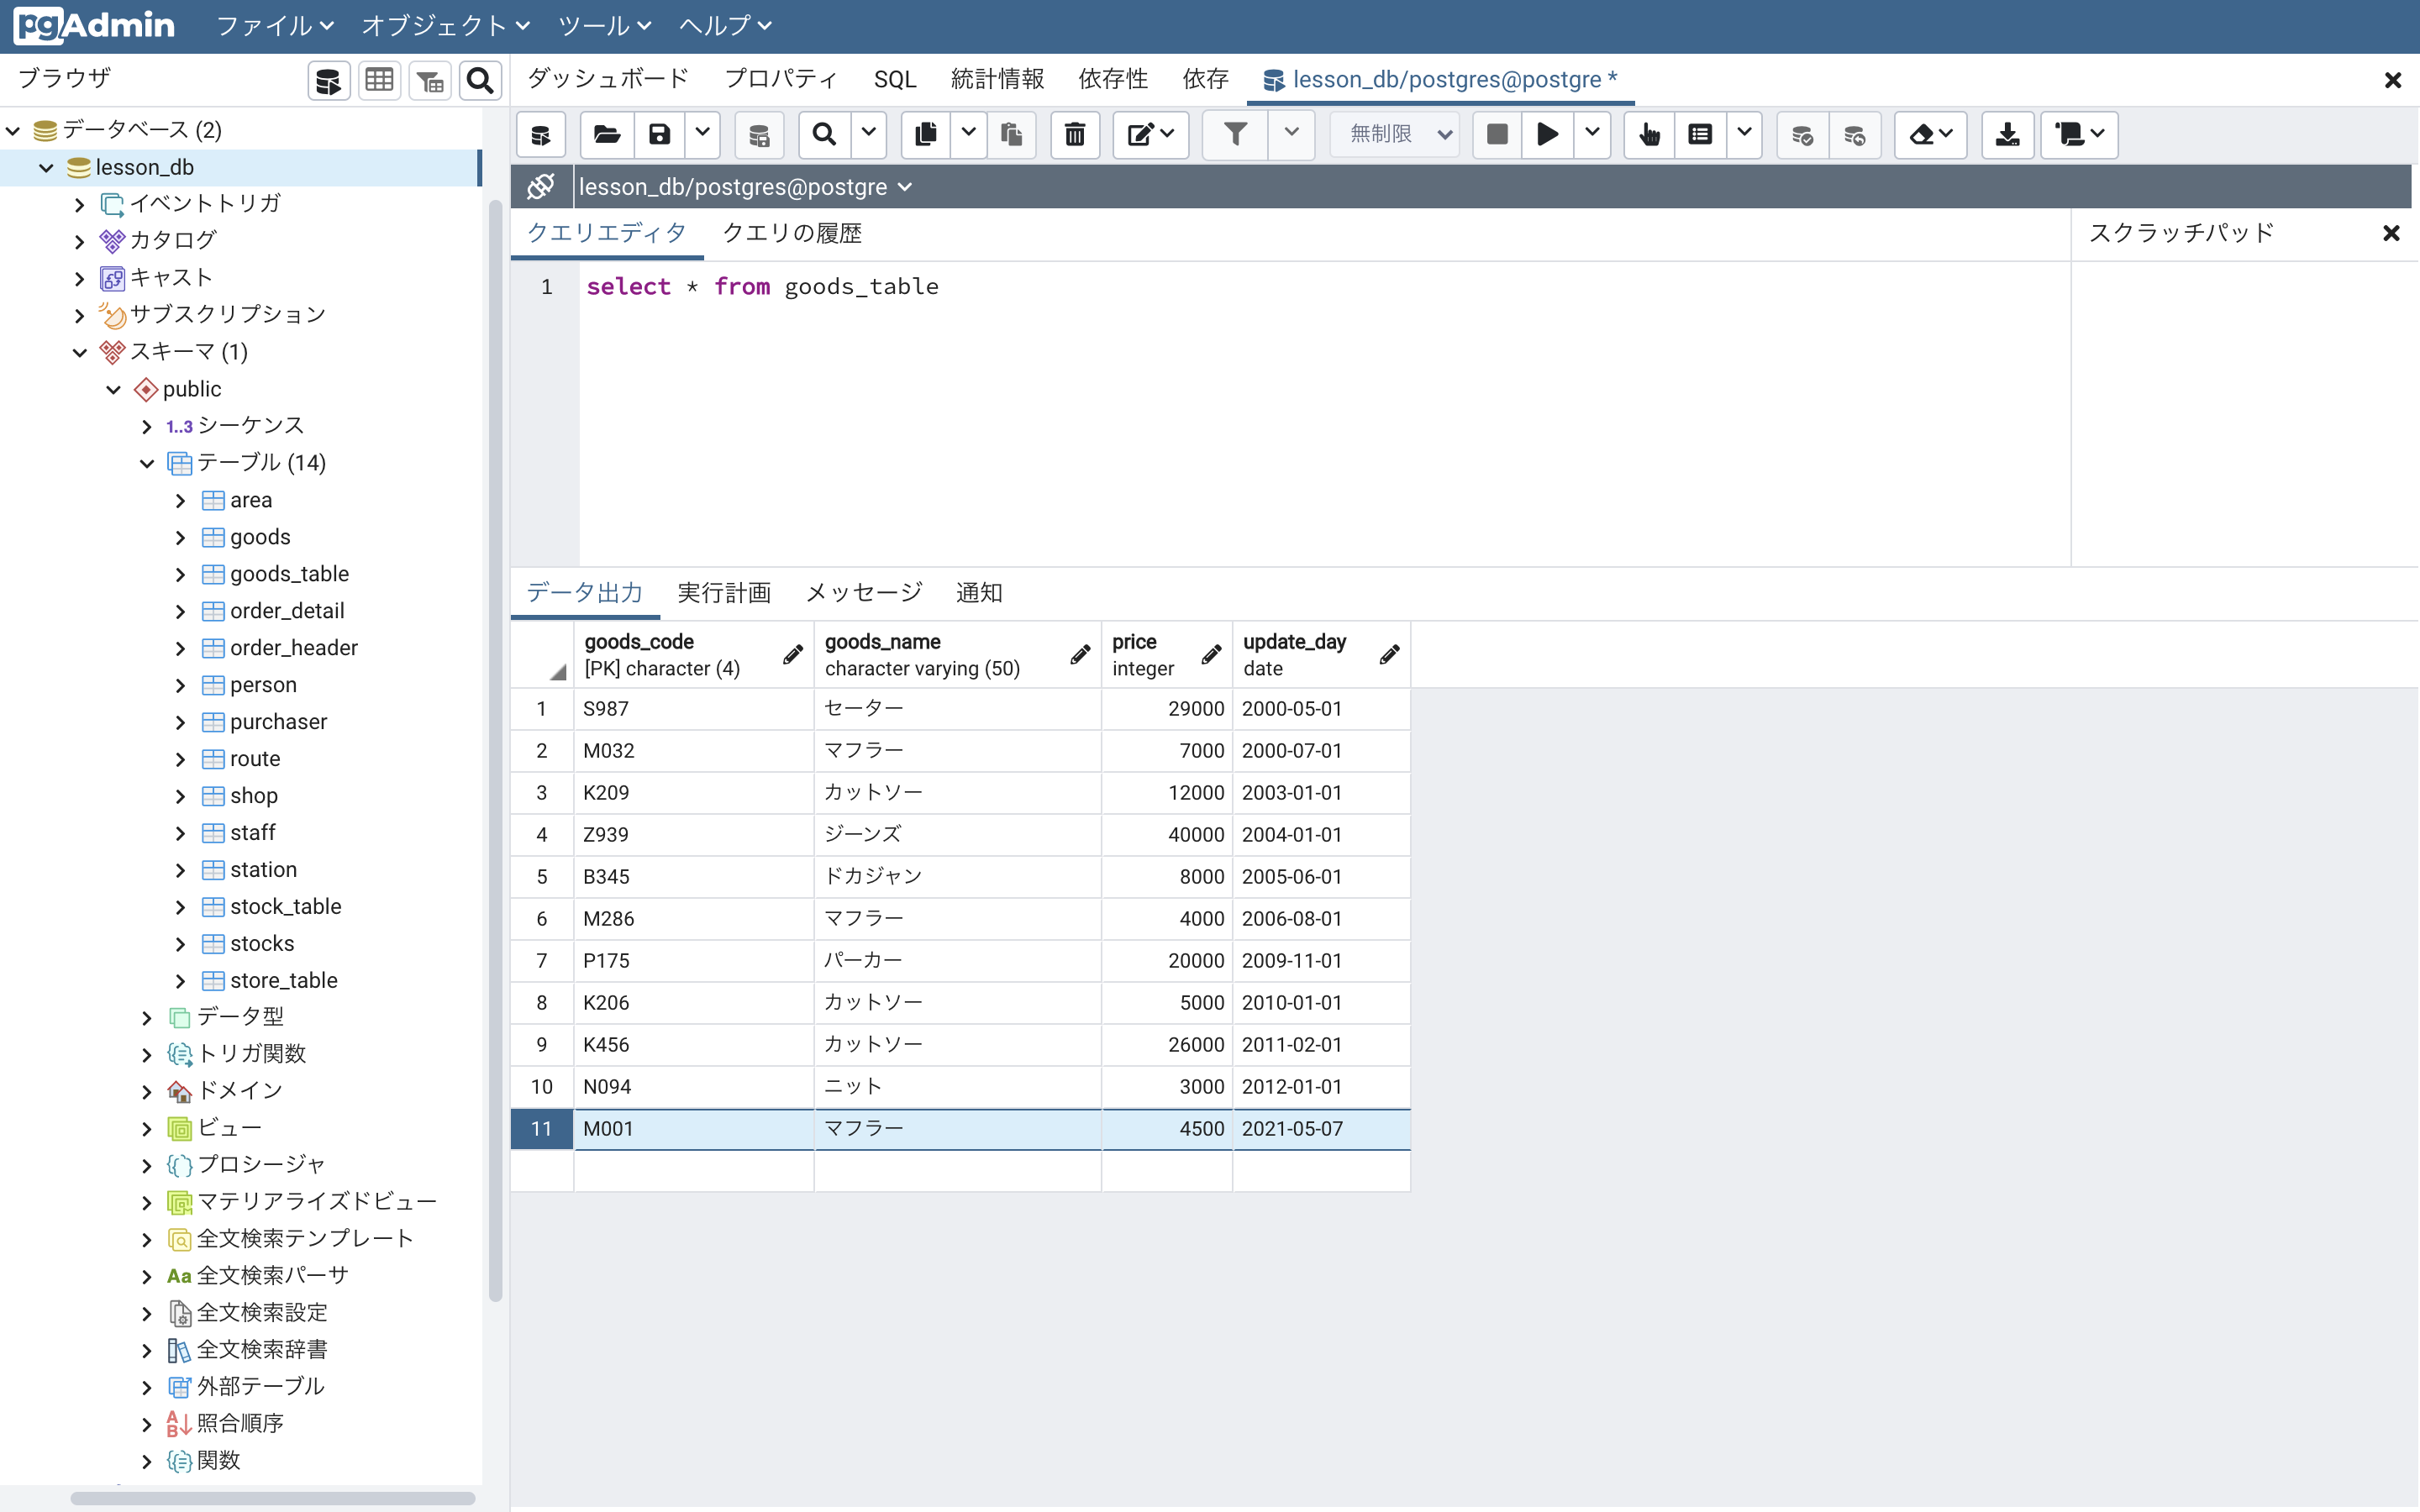 pgAdmin ファイル オブジェクト ツール ヘルプ
ブラウザ
データベース (2)
lesson_db
イベントトリガ
カタログ
キャスト
サブスクリプション
スキーマ (1)
public
1..3 シーケンス
テーブル (14)
area
goods
goods_table
order_detail
order_header
person
purchaser
route
shop
staff
station
stock_table
stocks
store_table
データ型
トリガ関数
ドメイン
ビュー
プロシージャ
マテリアライズドビュー
全文検索テンプレート
Aa 全文検索パーサ
全文検索設定
全文検索辞書
外部テーブル
照合順序
関数
ダッシュボード プロパティ SQL 統計情報 依存性 依存 lesson_db/postgres@postgre *
無制限
lesson_db/postgres@postgre
クエリエディタ クエリの履歴 スクラッチパッド
1 select * from goods_table
データ出力 実行計画 メッセージ 通知
goods_code goods_name price update_day
[PK] character (4) character varying (50) integer date
1 S987 セーター 29000 2000-05-01
2 M032 マフラー 7000 2000-07-01
3 K209 カットソー 12000 2003-01-01
4 Z939 ジーンズ 40000 2004-01-01
5 B345 ドカジャン 8000 2005-06-01
6 M286 マフラー 4000 2006-08-01
7 P175 パーカー 20000 2009-11-01
8 K206 カットソー 5000 2010-01-01
9 K456 カットソー 26000 2011-02-01
10 N094 ニット 3000 2012-01-01
11 M001 マフラー 4500 2021-05-07